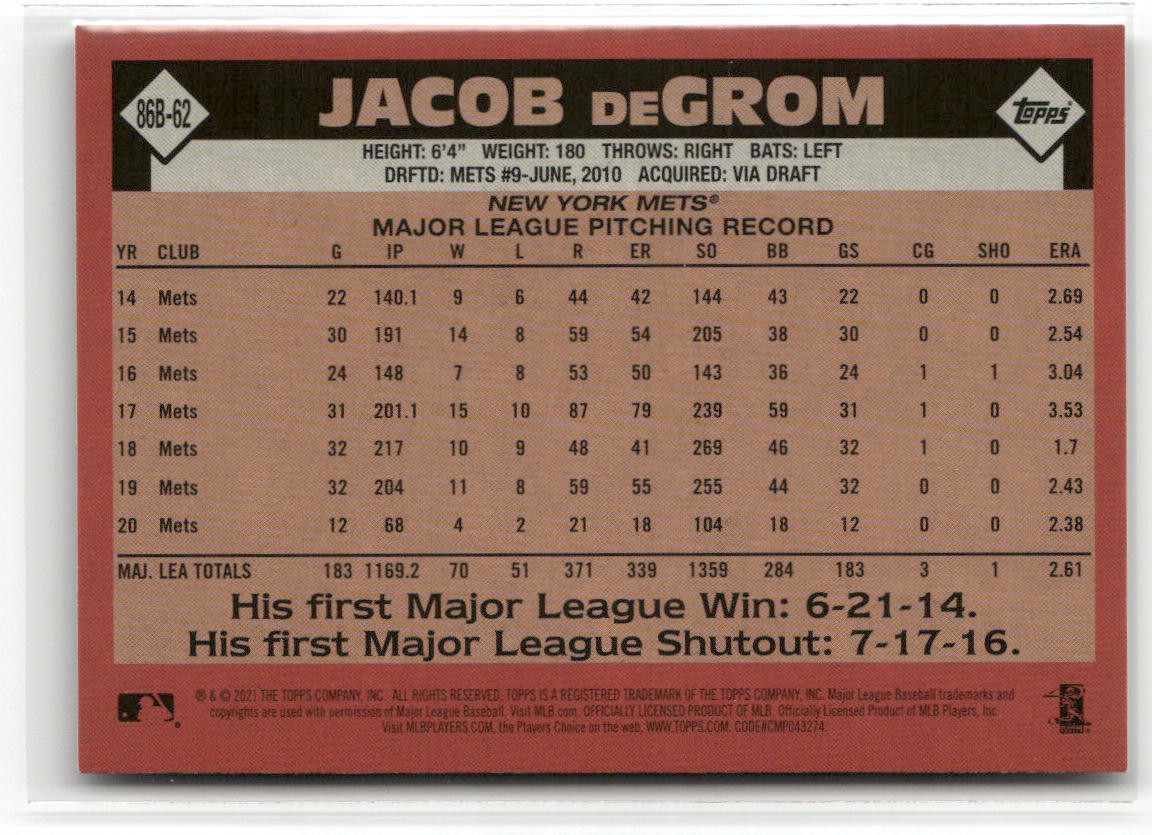 86B-62 JACOB DEGROM Topps®
HEIGHT: 6'4" WEIGHT: 180 THROWS: RIGHT BATS: LEFT
DRFTD: METS #9-JUNE, 2010 ACQUIRED: VIA DRAFT
NEW YORK METS®
MAJOR LEAGUE PITCHING RECORD
YR CLUB G IP W L R ER SO BB GS CG SHO ERA
14 Mets 22 140.1 9 6 44 42 144 43 22 0 0 2.69
15 Mets 30 191 14 8 59 54 205 38 30 0 0 2.54
16 Mets 24 148 7 8 53 50 143 36 24 1 1 3.04
17 Mets 31 201.1 15 10 87 79 239 59 31 1 0 3.53
18 Mets 32 217 10 9 48 41 269 46 32 1 0 1.7
19 Mets 32 204 11 8 59 55 255 44 32 0 0 2.43
20 Mets 12 68 4 2 21 18 104 18 12 0 0 2.38
MAJ. LEA TOTALS 183 1169.2 70 51 371 339 1359 284 183 3 1 2.61
His first Major League Win: 6-21-14.
His first Major League Shutout: 7-17-16.
® & © 2021 THE TOPPS COMPANY, INC. ALL RIGHTS RESERVED. TOPPS IS A REGISTERED TRADEMARK OF THE TOPPS COMPANY, INC. Major League Baseball trademarks and
copyrights are used with permission of Major League Baseball. Visit MLB.com. OFFICIALLY LICENSED PRODUCT OF MLB. Officially Licensed Product of MLB Players, Inc.
Visit MLBPLAYERS.COM, the Players Choice on the web. WWW.TOPPS.COM. CODE#CMP043274.